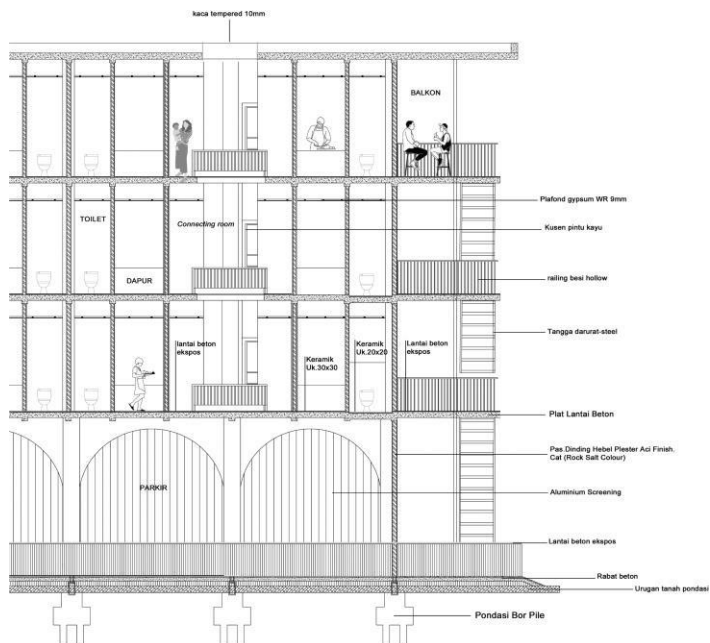 kaca tempered 10mm
BALKON
Plafond gypsum WR 9mm
TOILET
Connecting room
Kusen pintu kayu
DAPUR
railing besi hollow
Tangga darurat-steel
lantai beton
ekspos
Keramik
Uk.30x30
Keramik
Uk.20x20
Lantai beton
ekspos
Plat Lantai Beton
Pas.Dinding Hebel Plester Aci Finish.
Cat (Rock Salt Colour)
PARKIR
Aluminium Screening
Lantai beton ekspos
Rabat beton
Urugan tanah pondasi
Pondasi Bor Pile